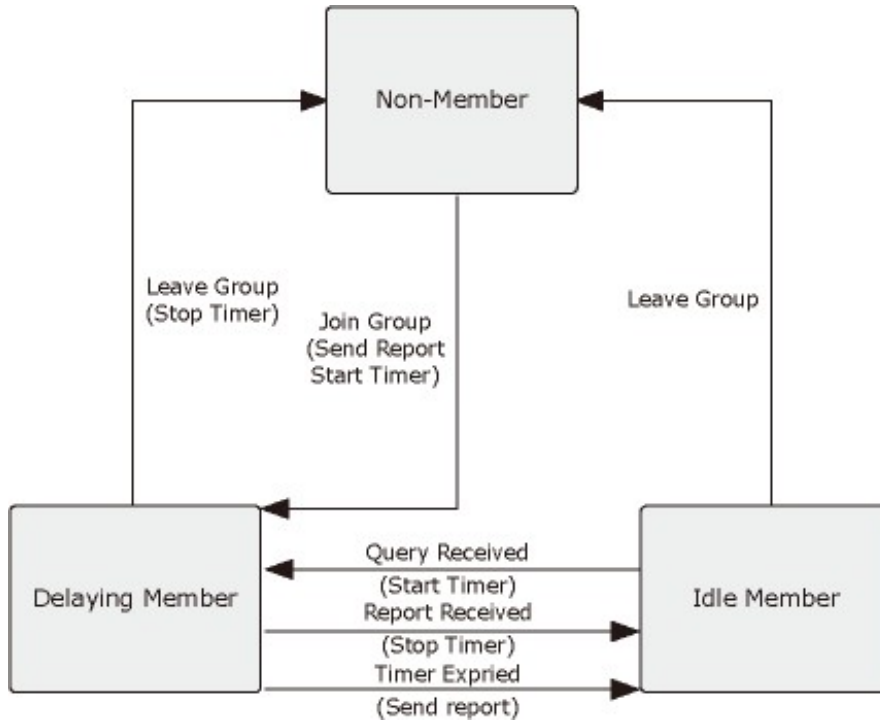 Non-Member
Leave Group
(Stop Timer)
Join Group
(Send Report
Start Timer)
Leave Group
Delaying Member
Query Received
(Start Timer)
Report Received
(Stop Timer)
Timer Expried
(Send report)
Idle Member